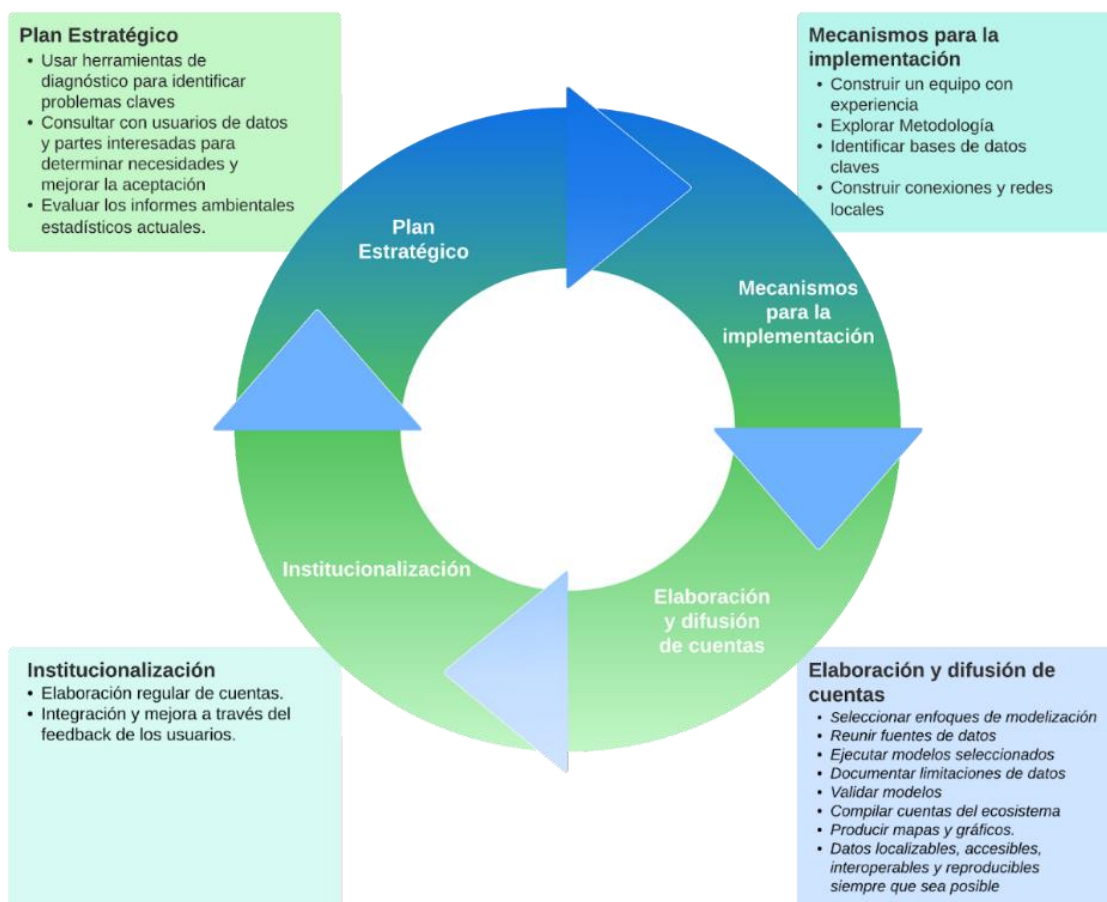 Plan Estratégico
• Usar herramientas de
diagnóstico para identificar
problemas claves
• Consultar con usuarios de datos
y partes interesadas para
determinar necesidades y
mejorar la aceptación
• Evaluar los informes ambientales
estadísticos actuales.
Mecanismos para la
implementación
• Construir un equipo con
experiencia
• Explorar Metodología
• Identificar bases de datos
claves
• Construir conexiones y redes
locales
Plan
Estratégico
Mecanismos
para la
implementación
Institucionalización
Elaboración
y difusión
de cuentas
Institucionalización
• Elaboración regular de cuentas.
• Integración y mejora a través del
feedback de los usuarios.
Elaboración y difusión de
cuentas
• Seleccionar enfoques de modelización
• Reunir fuentes de datos
• Ejecutar modelos seleccionados
• Documentar limitaciones de datos
• Validar modelos
• Compilar cuentas del ecosistema
• Producir mapas y gráficos.
• Datos localizables, accesibles,
interoperables y reproducibles
siempre que sea posible